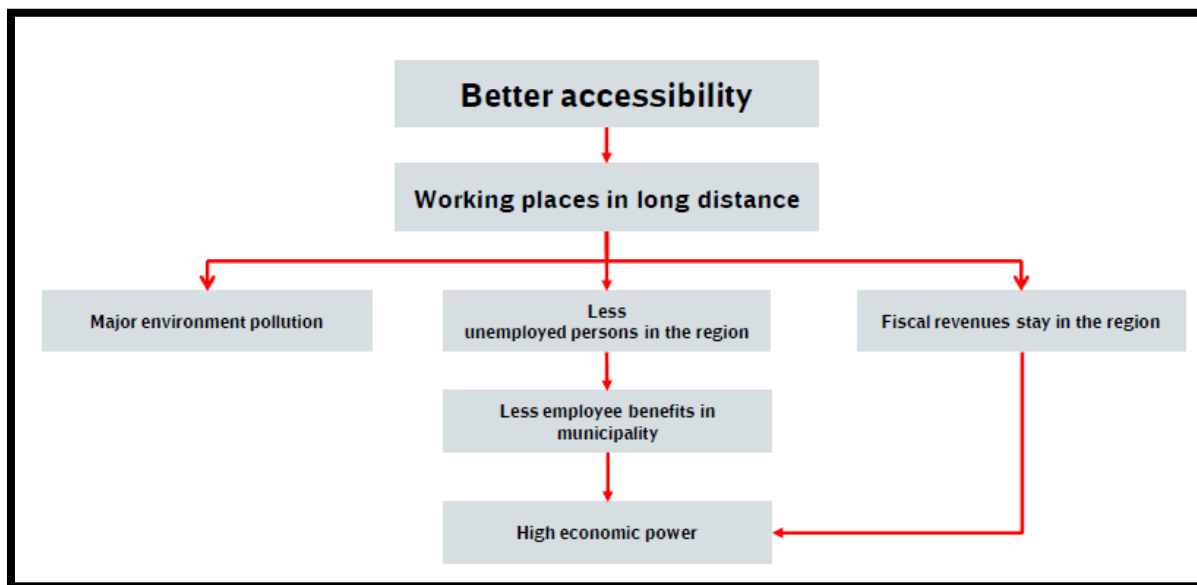 Better accessibility
Working places in long distance
Major environment pollution
Less
unemployed persons in the region
Fiscal revenues stay in the region
Less employee benefits in
municipality
High economic power